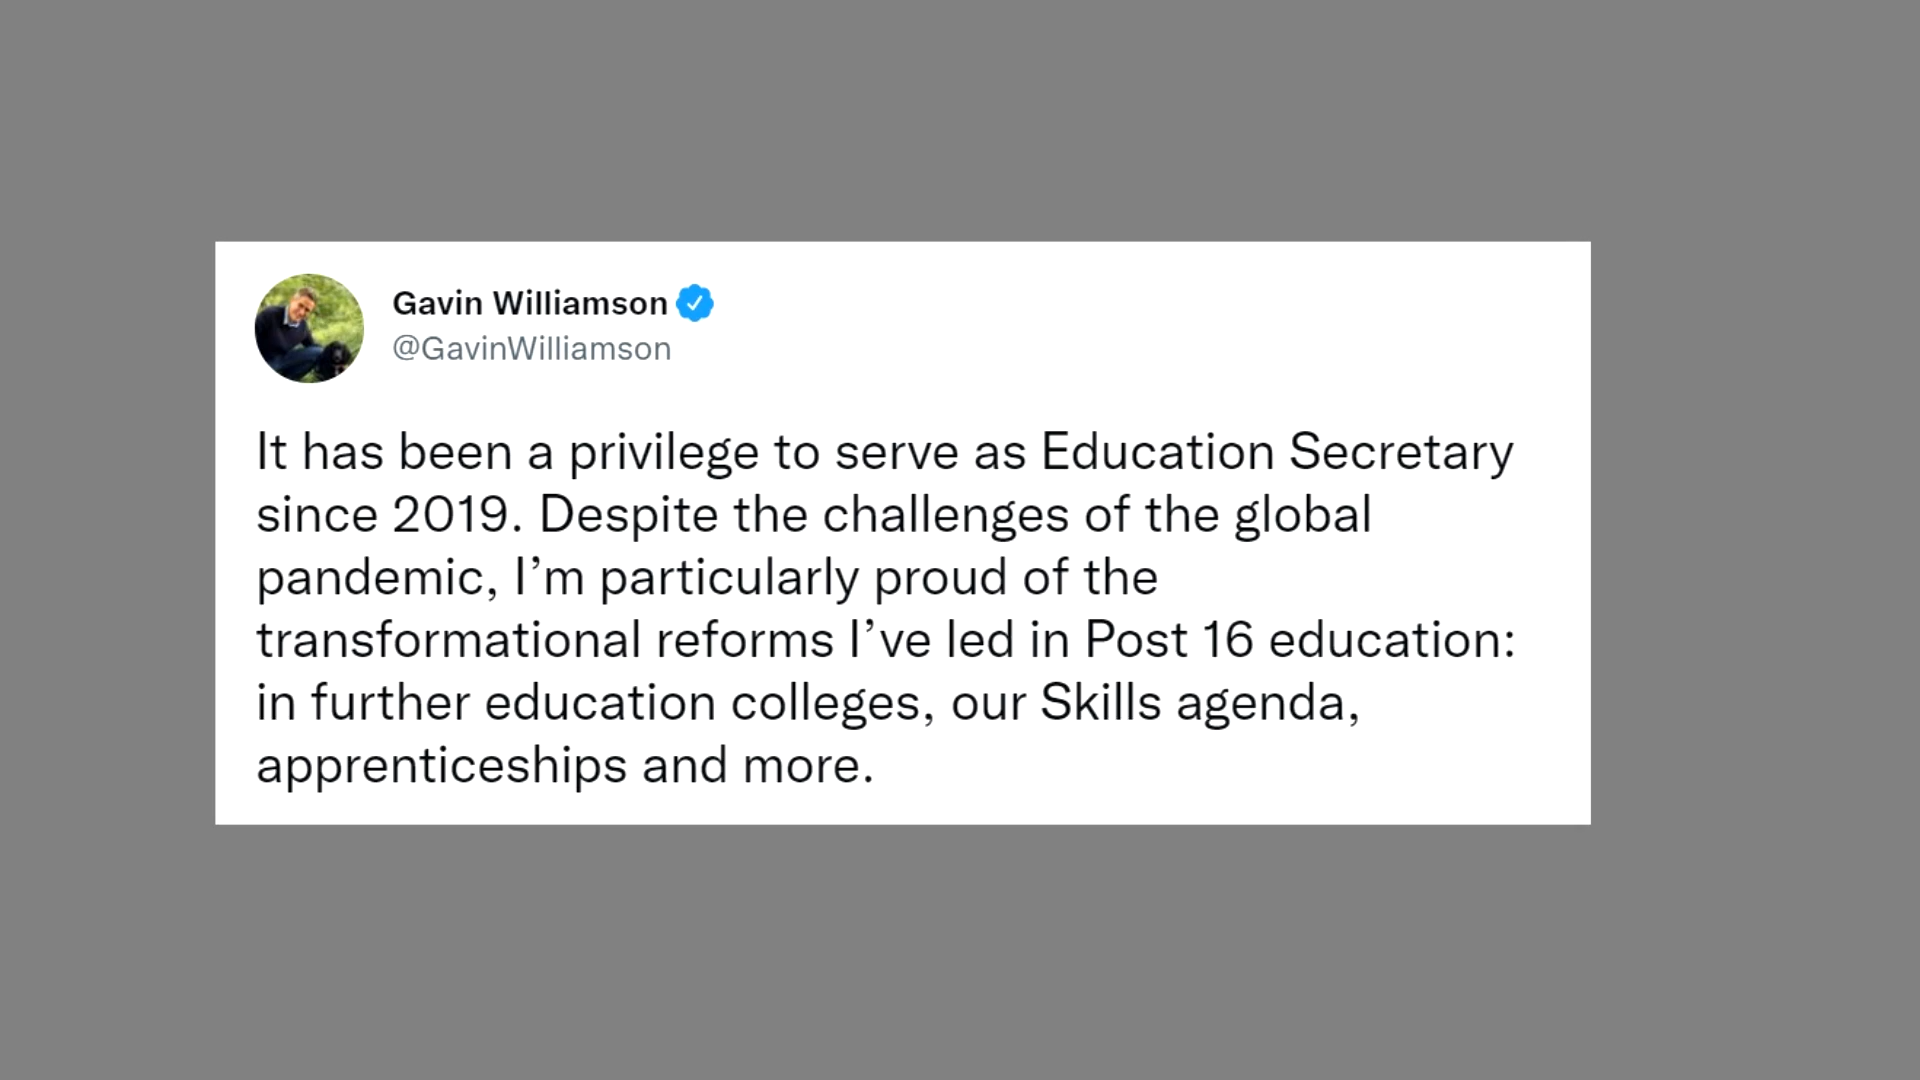 Gavin Williamson
@GavinWilliamson
It has been a privilege to serve as Education Secretary
since 2019. Despite the challenges of the global
pandemic, I’m particularly proud of the
transformational reforms I’ve led in Post 16 education:
in further education colleges, our Skills agenda,
apprenticeships and more.